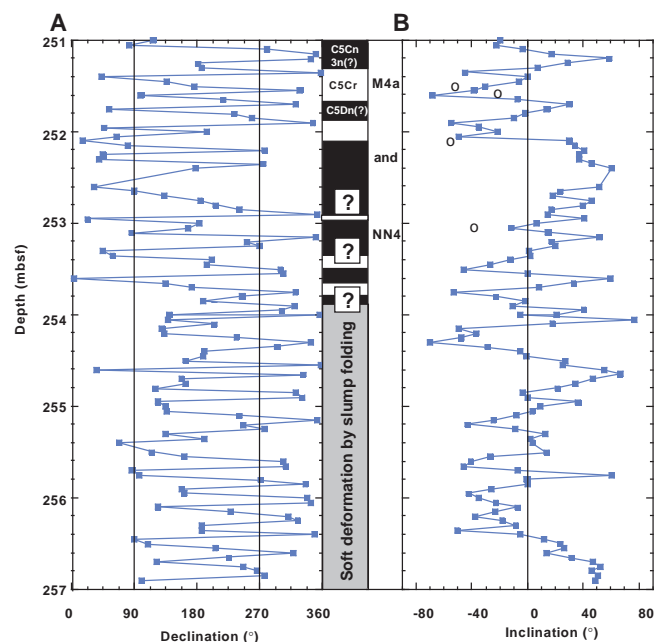 A
B
251
252
253
254
255
256
257
Depth (mbsf)
C5Cn
3n(?)
C5Cr
C5Dn(?)
M4a
and
NN4
?
?
?
Soft deformation by slump folding
o
o
o
o
0 90 180 270 360
-80 -40 0 40 80
Declination (°)
Inclination (°)